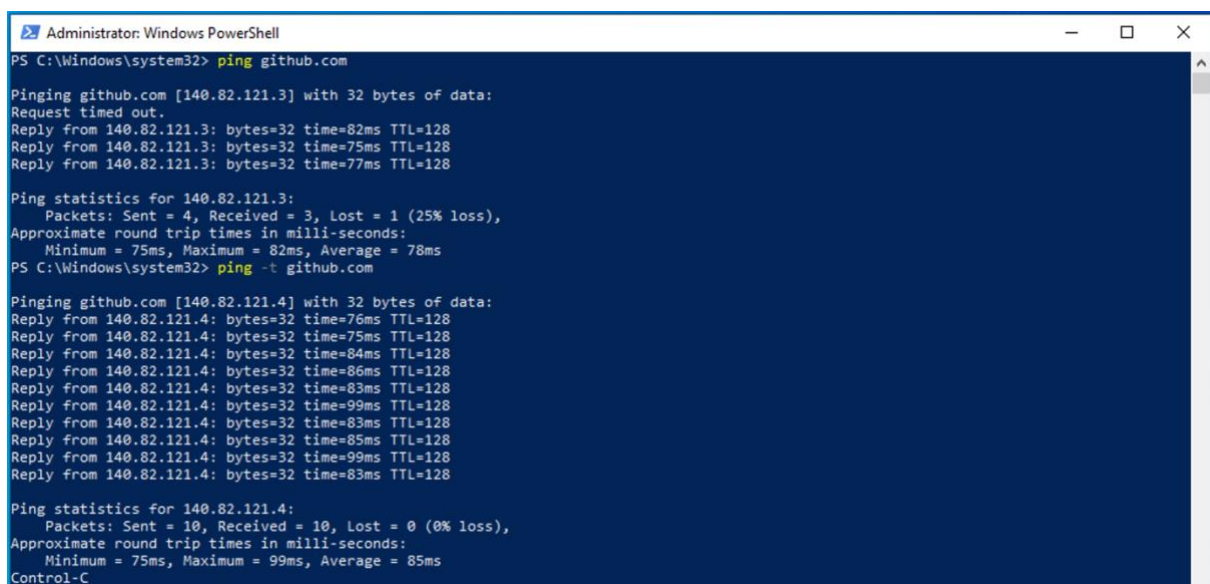 Administrator: Windows PowerShell
PS C:\Windows\system32> ping github.com
Pinging github.com [140.82.121.3] with 32 bytes of data:
Request timed out.
Reply from 140.82.121.3: bytes=32 time=82ms TTL=128
Reply from 140.82.121.3: bytes=32 time=75ms TTL=128
Reply from 140.82.121.3: bytes=32 time=77ms TTL=128
Ping statistics for 140.82.121.3:
    Packets: Sent = 4, Received = 3, Lost = 1 (25% loss),
Approximate round trip times in milli-seconds:
    Minimum = 75ms, Maximum = 82ms, Average = 78ms
PS C:\Windows\system32> ping -t github.com
Pinging github.com [140.82.121.4] with 32 bytes of data:
Reply from 140.82.121.4: bytes=32 time=76ms TTL=128
Reply from 140.82.121.4: bytes=32 time=75ms TTL=128
Reply from 140.82.121.4: bytes=32 time=84ms TTL=128
Reply from 140.82.121.4: bytes=32 time=86ms TTL=128
Reply from 140.82.121.4: bytes=32 time=83ms TTL=128
Reply from 140.82.121.4: bytes=32 time=99ms TTL=128
Reply from 140.82.121.4: bytes=32 time=83ms TTL=128
Reply from 140.82.121.4: bytes=32 time=85ms TTL=128
Reply from 140.82.121.4: bytes=32 time=99ms TTL=128
Reply from 140.82.121.4: bytes=32 time=83ms TTL=128
Ping statistics for 140.82.121.4:
    Packets: Sent = 10, Received = 10, Lost = 0 (0% loss),
Approximate round trip times in milli-seconds:
    Minimum = 75ms, Maximum = 99ms, Average = 85ms
Control-C